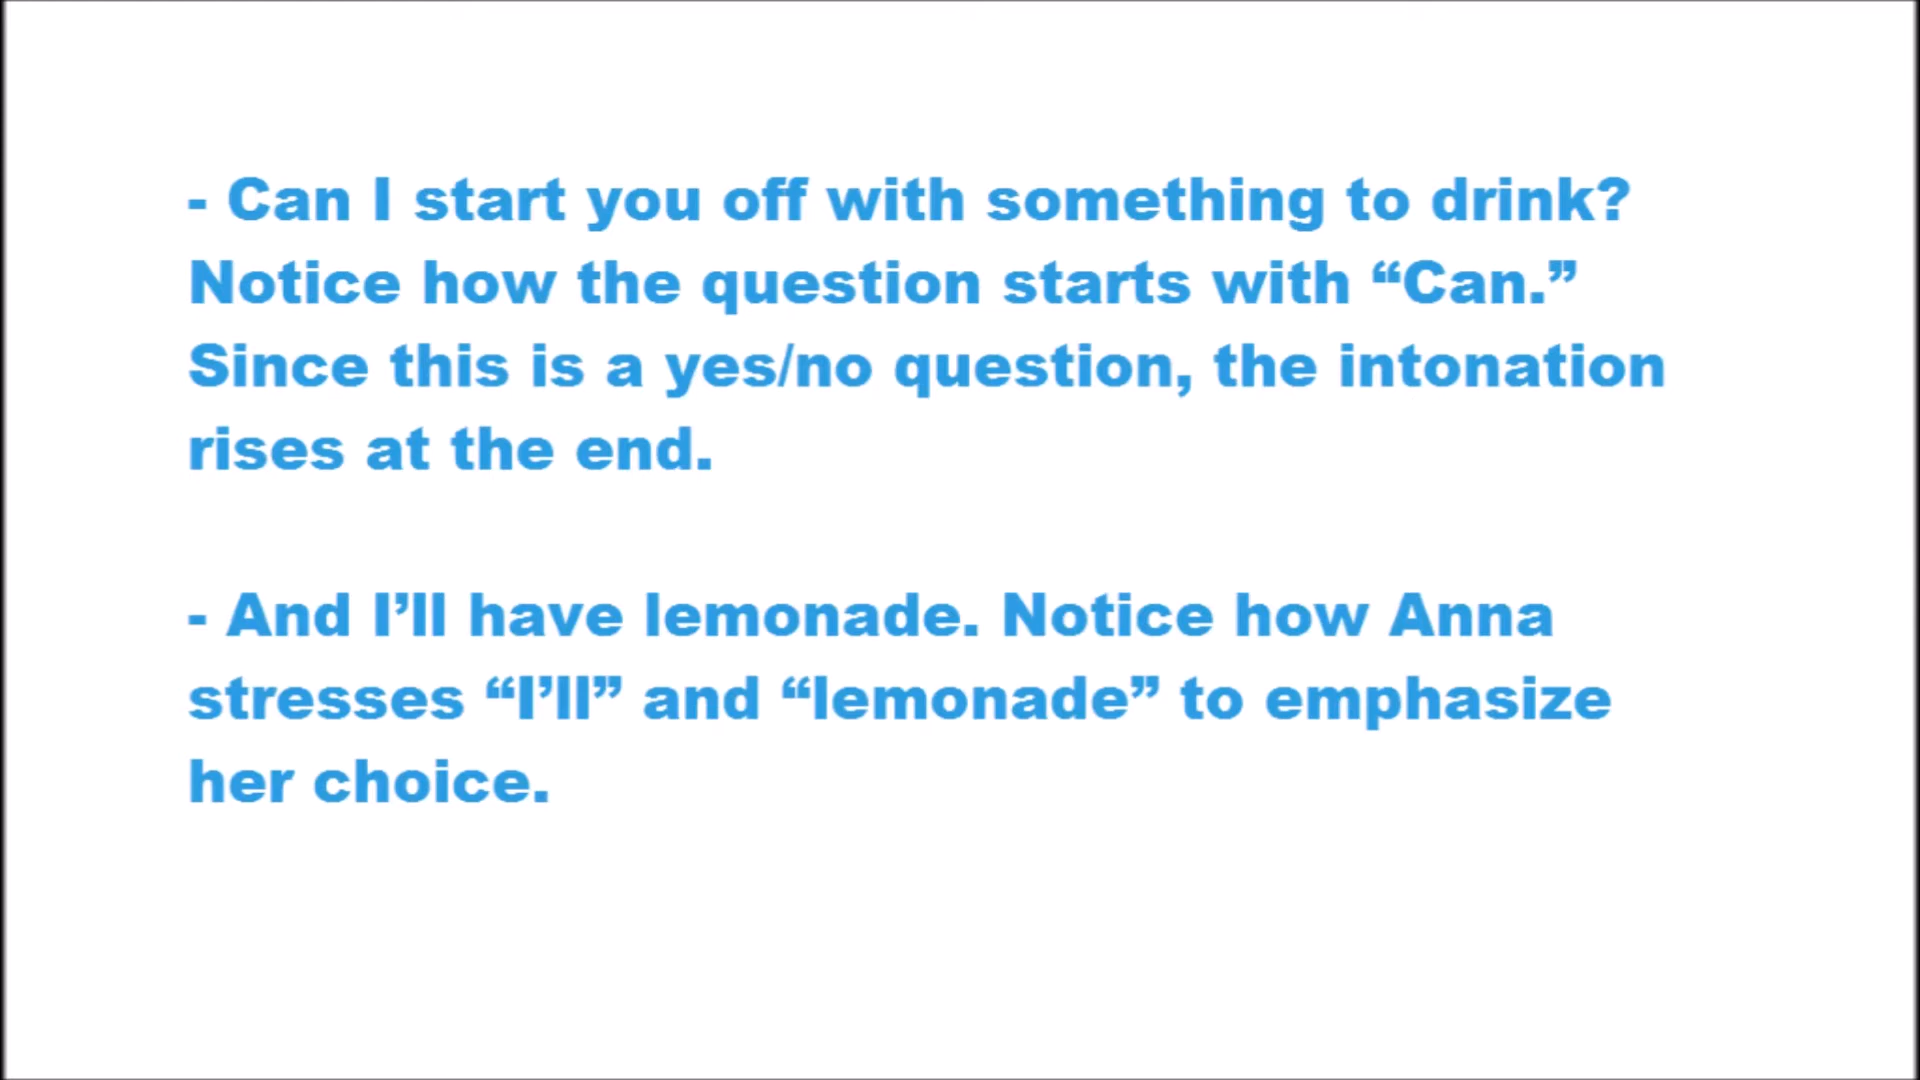 - Can I start you off with something to drink?
Notice how the question starts with “Can.”
Since this is a yes/no question, the intonation
rises at the end.
- And I’ll have lemonade. Notice how Anna
stresses “I’ll” and “lemonade” to emphasize
her choice.